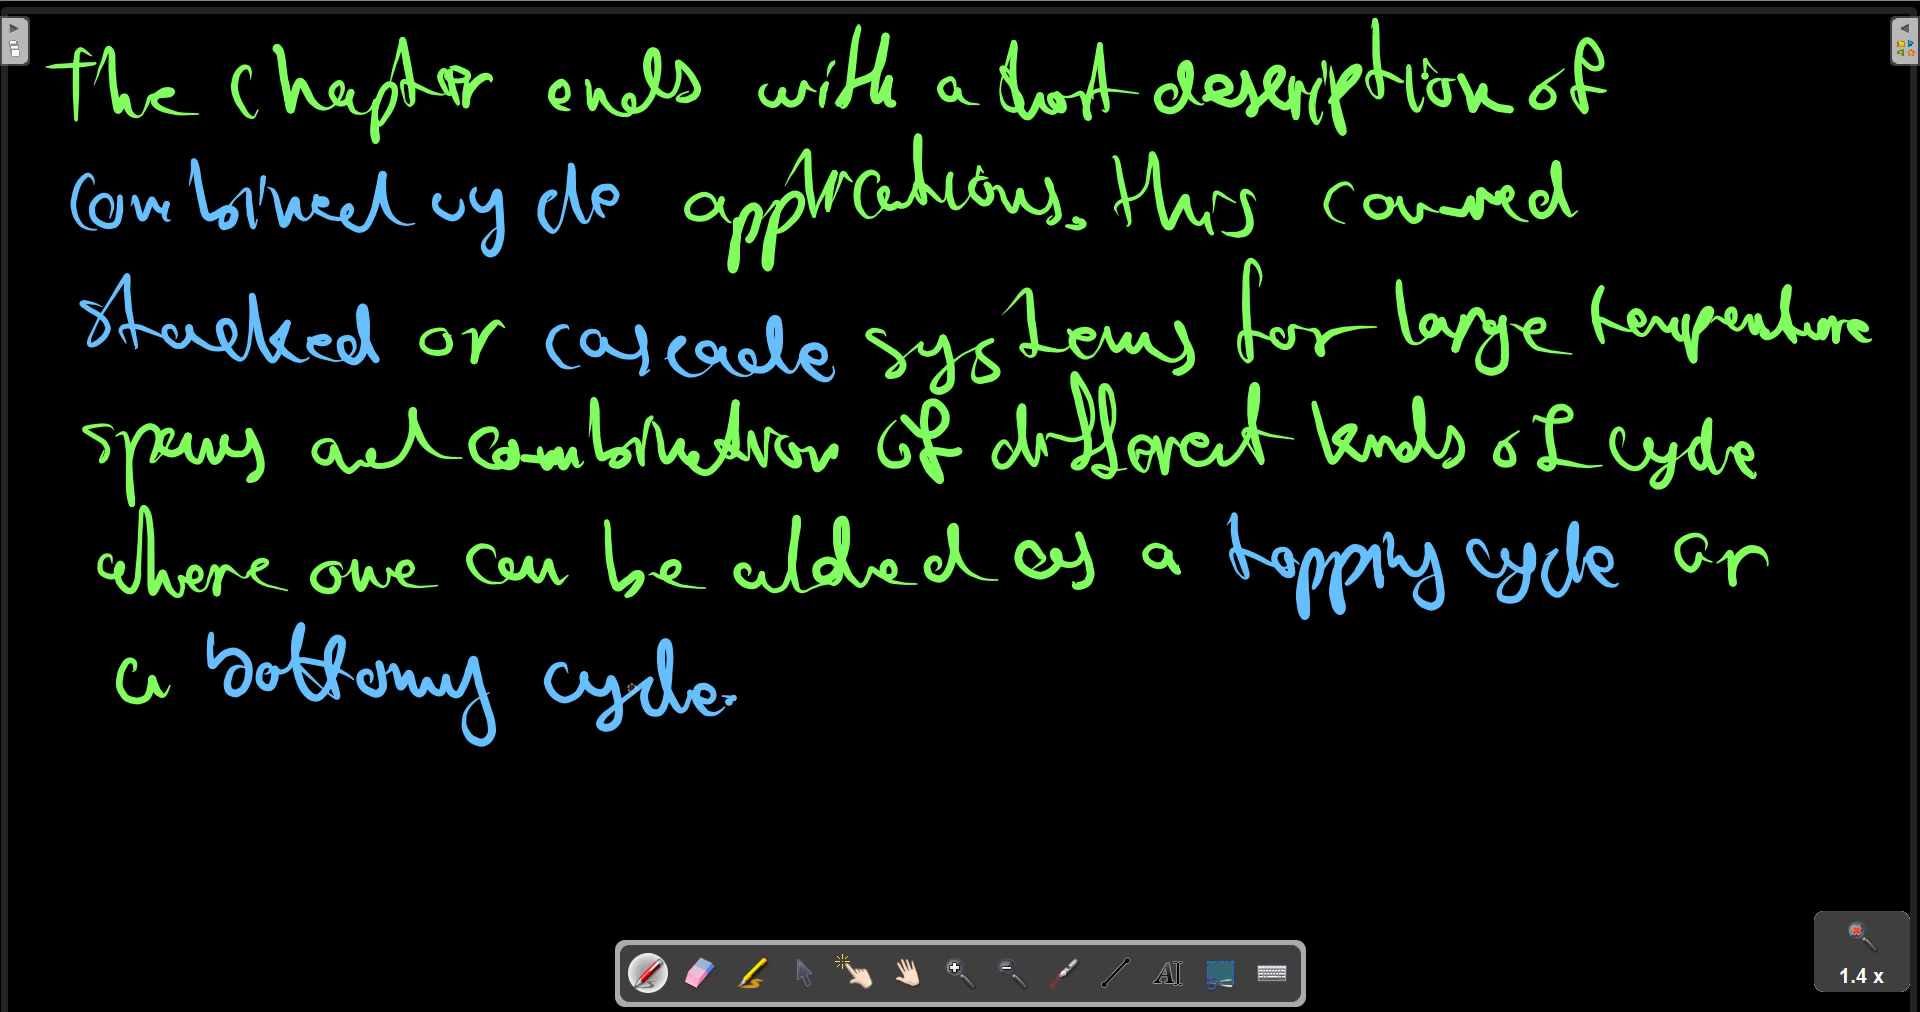 The chapter ends with a short description of
combined cycle applications. This covered
stacked or cascade systems for large temperature
spans and combination of different kinds of cycle
where one can be added as a topping cycle or
a bottoming cycle.
1.4 x